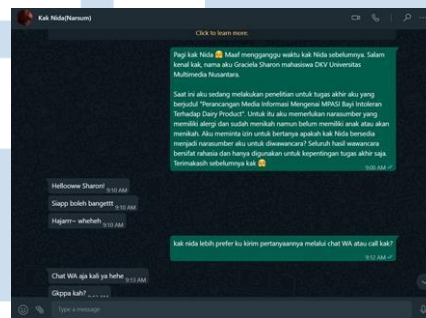 Kak Nida(Narsum)
Click to learn more.
Pagi kak Nida Maaf mengganggu waktu kak Nida sebelumnya. Salam
kenal kak, nama aku Graciela Sharon mahasiswa DKV Universitas
Multimedia Nusantara.
Saat ini aku sedang melakukan penelitian untuk tugas akhir aku yang
berjudul "Perancangan Media Informasi Mengenai MPASI Bayi Intoleran
Terhadap Dairy Product". Untuk itu aku memerlukan narasumber yang
memiliki alergi dan sudah menikah namun belum memiliki anak atau akan
menikah. Aku meminta izin untuk bertanya apakah kak Nida bersedia
menjadi narasumber aku untuk diwawancara? Seluruh hasil wawancara
bersifat rahasia dan hanya digunakan untuk kepentingan tugas akhir saja.
Terimakasih sebelumnya kak
9:08 AM
Hellooww Sharon! 9:10 AM
Siapp boleh bangettt 9:10 AM
Hajarrr~ wheheh 9:10 AM
kak nida lebih prefer ku kirim pertanyaannya melalui chat WA atau call kak?
9:12 AM
Chat WA aja kali ya hehe 9:13 AM
Gkppa kah?
Type a message